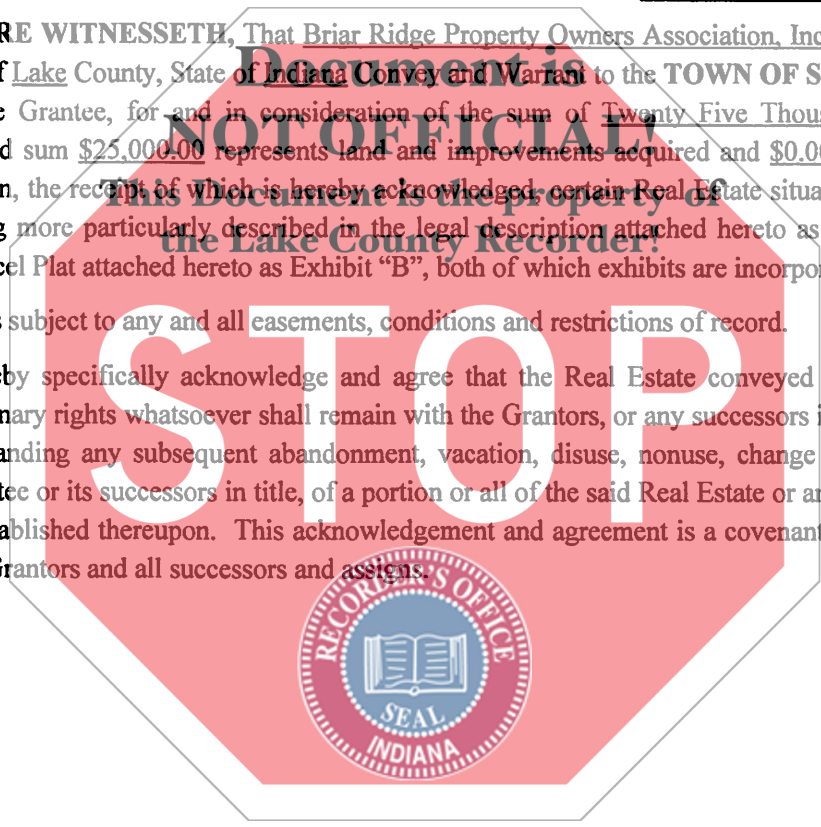 RE WITNESSETH, That Briar Ridge Property Owners Association, Inc
f Lake County, State of Indiana Convey and Warrant to the TOWN OF S
Document is
e Grantee, for and in consideration of the sum of Twenty Five Thous
NOT OFFICIAL!
d sum $25,000.00 represents land and improvements acquired and $0.00
n, the receipt of which is hereby acknowledged, certain Real Estate situa
This Document is the property of
g more particularly described in the legal description attached hereto as
the Lake County Recorder!
cel Plat attached hereto as Exhibit “B”, both of which exhibits are incorpor
s subject to any and all easements, conditions and restrictions of record.
eby specifically acknowledge and agree that the Real Estate conveyed
nary rights whatsoever shall remain with the Grantors, or any successors i
STOP
anding any subsequent abandonment, vacation, disuse, nonuse, change
tee or its successors in title, of a portion or all of the said Real Estate or an
ablished thereupon. This acknowledgement and agreement is a covenant
Grantors and all successors and assigns.
RECORDER'S OFFICE
SEAL
INDIANA